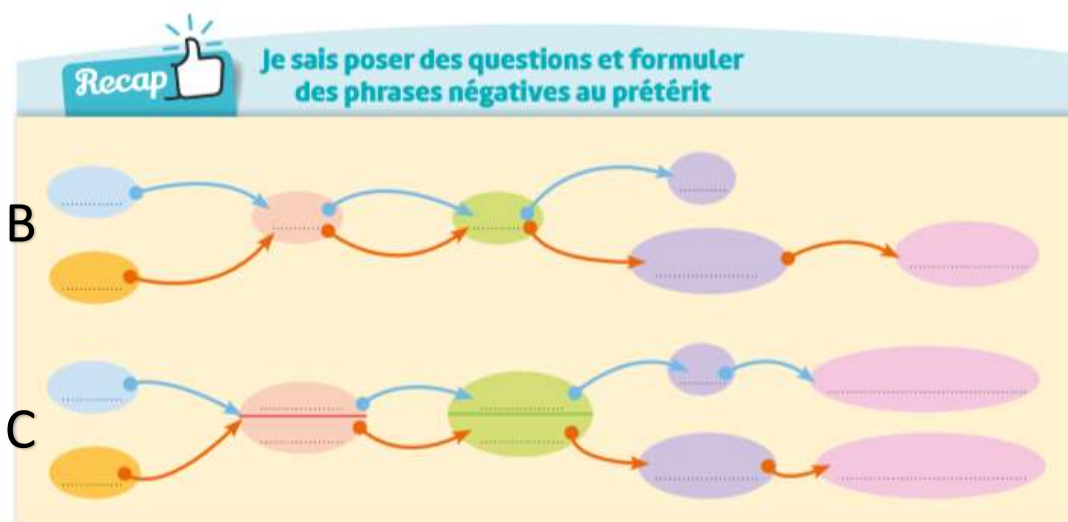 Recap
Je sais poser des questions et formuler
des phrases négatives au prétérit
B
C